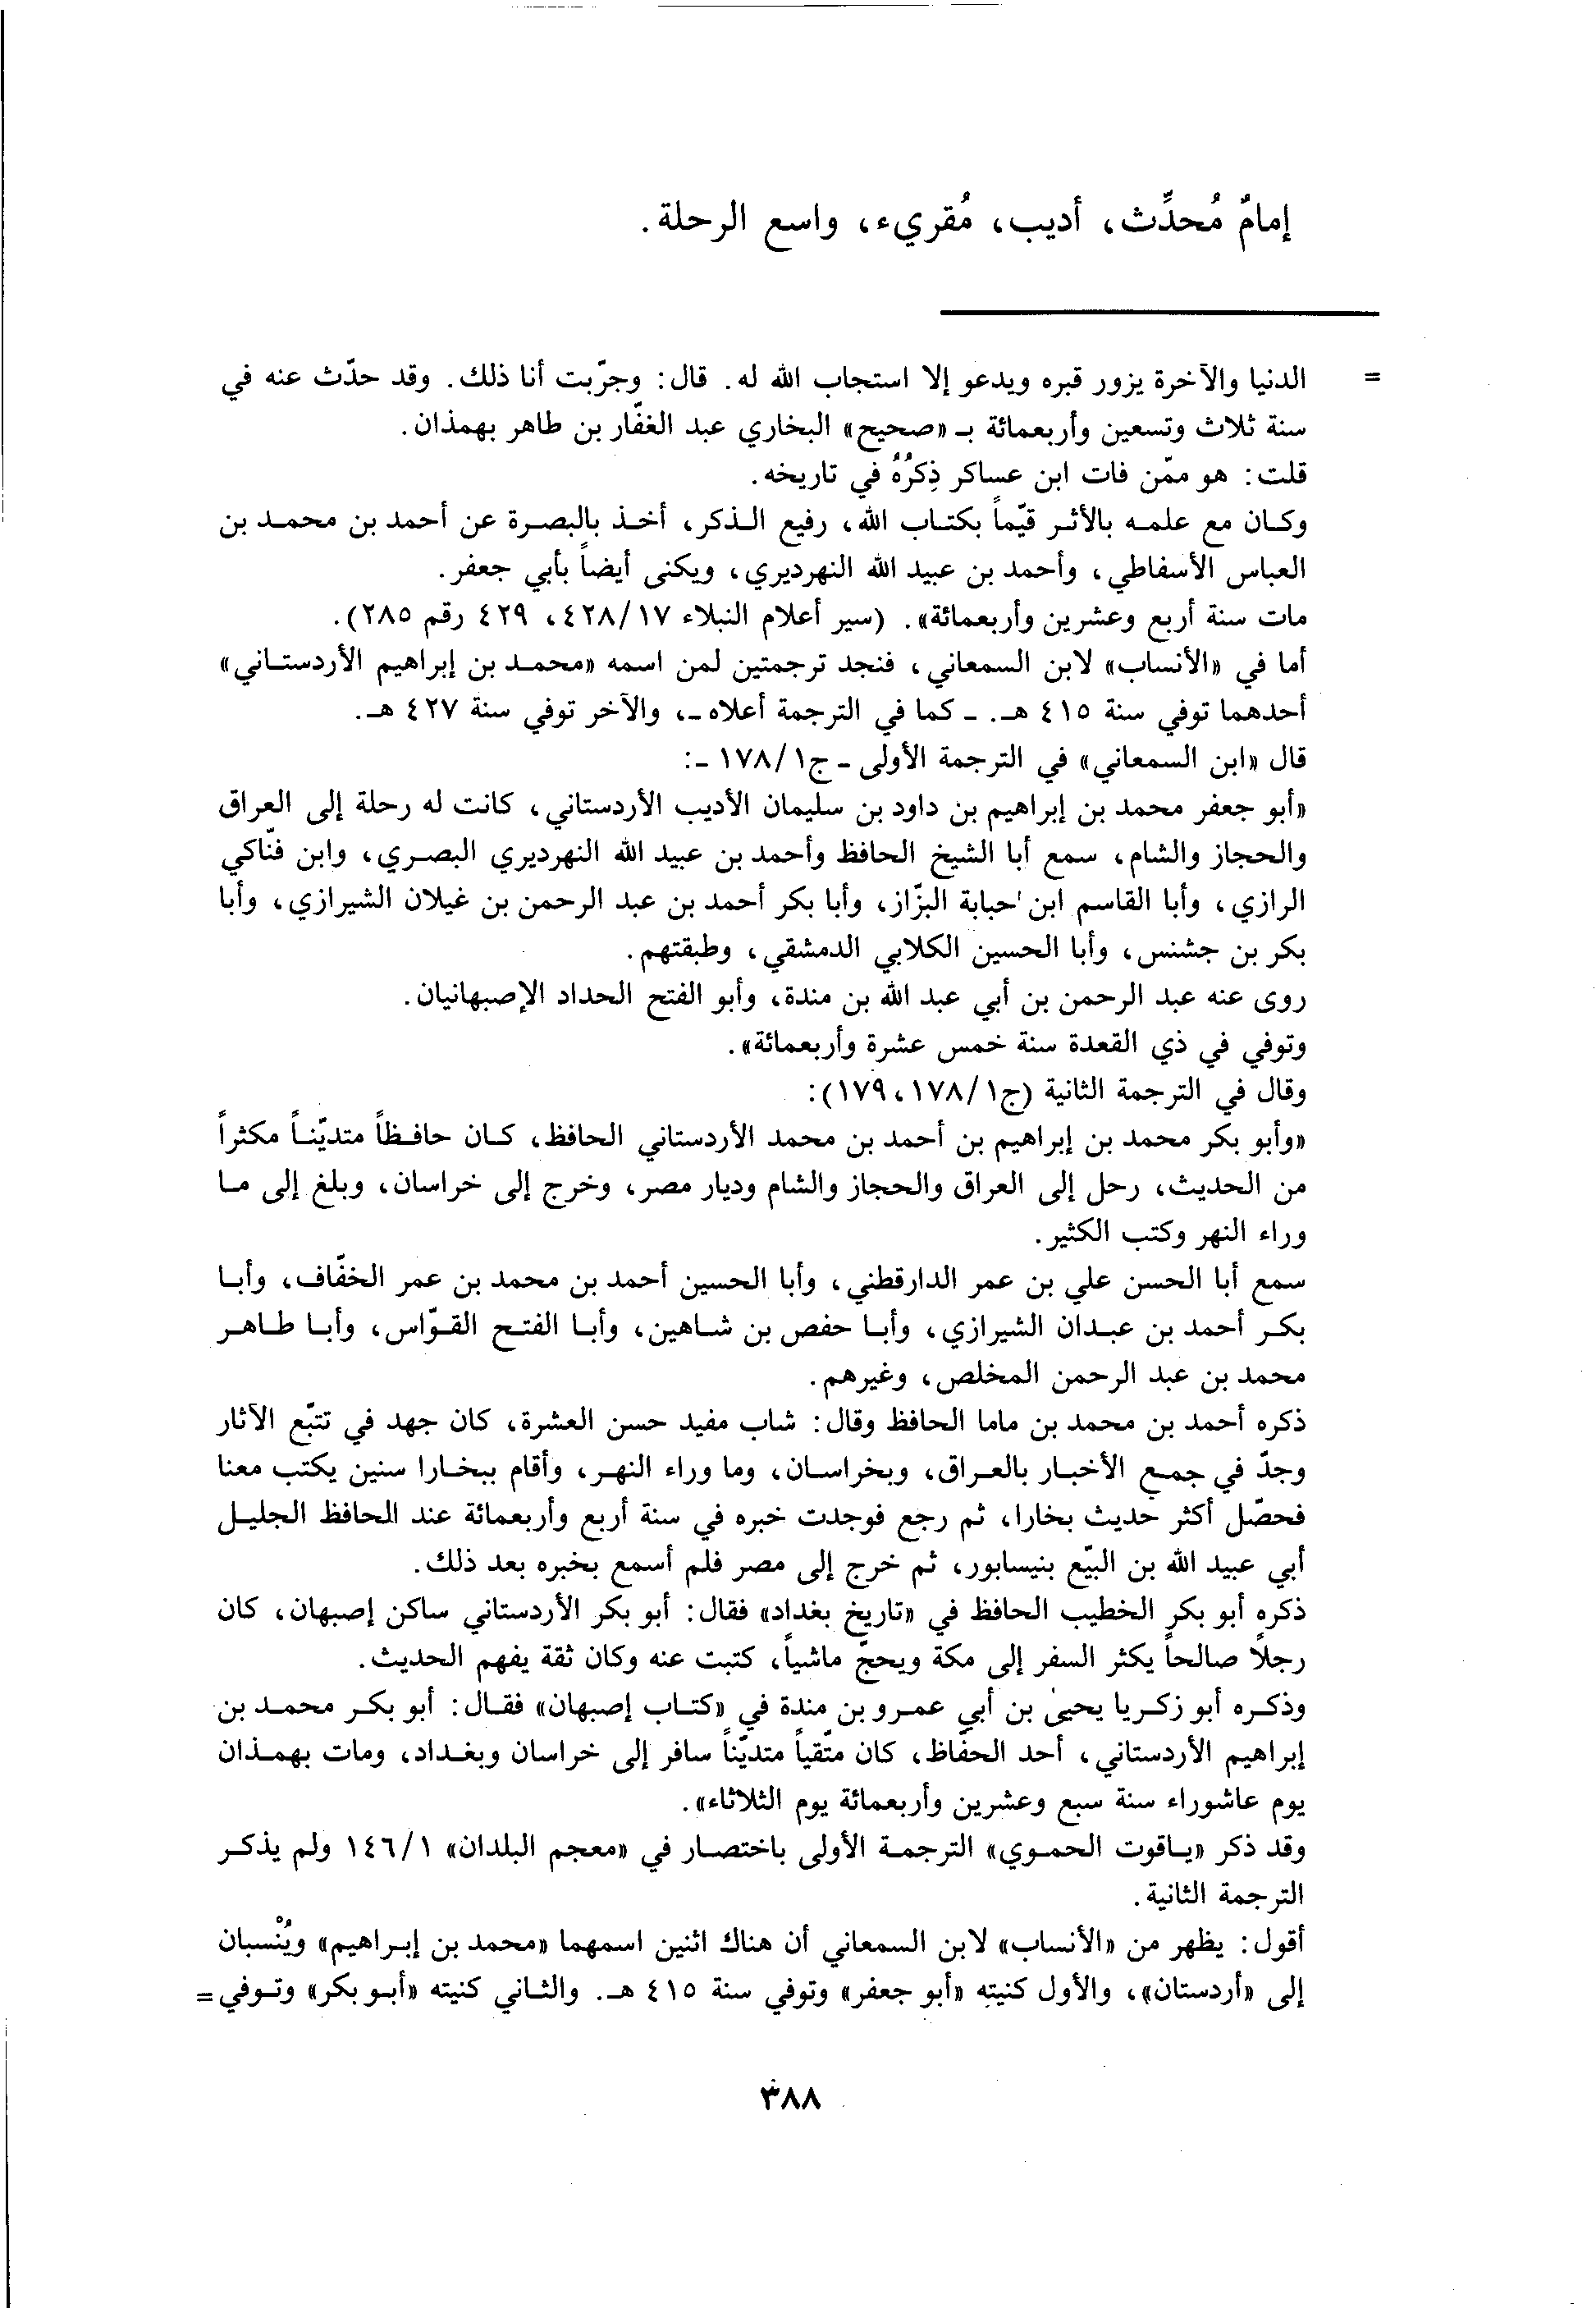 إمامٌ مُحدِّث، أديب، مُقريء، واسع الرحلة.
= الدنيا والآخرة يزور قبره ويدعو إلا استجاب الله له. قال: وجرّبت أنا ذلك. وقد حدّث عنه في
سنة ثلاث وتسعين وأربعمائة بـ «صحيح» البخاري عبد الغفّار بن طاهر بهمذان.
قلت: هو ممّن فات ابن عساكر ذِكرُهُ في تاريخه.
وكان مع علمه بالأثر قيّماً بكتاب الله، رفيع الذكر، أخذ بالبصرة عن أحمد بن محمد بن
العباس الأسفاطي، وأحمد بن عبيد الله النهرديري، ويكنى أيضاً بأبي جعفر.
مات سنة أربع وعشرين وأربعمائة». (سير أعلام النبلاء ١٧/ ٤٢٨، ٤٢٩ رقم ٢٨٥).
أما في «الأنساب» لابن السمعاني، فنجد ترجمتين لمن اسمه «محمد بن إبراهيم الأردستاني»
أحدهما توفي سنة ٤١٥ هـ. ـ كما في الترجمة أعلاه ـ، والآخر توفي سنة ٤٢٧ هـ.
قال «ابن السمعاني» في الترجمة الأولى ـ ج١/ ١٧٨ ـ:
«أبو جعفر محمد بن إبراهيم بن داود بن سليمان الأديب الأردستاني، كانت له رحلة إلى العراق
والحجاز والشام، سمع أبا الشيخ الحافظ وأحمد بن عبيد الله النهرديري البصري، وابن فنّاكي
الرازي، وأبا القاسم ابن حبابة البزّاز، وأبا بكر أحمد بن عبد الرحمن بن غيلان الشيرازي، وأبا
بكر بن جشنس، وأبا الحسين الكلابي الدمشقي، وطبقتهم.
روى عنه عبد الرحمن بن أبي عبد الله بن مندة، وأبو الفتح الحداد الإصبهانيان.
وتوفي في ذي القعدة سنة خمس عشرة وأربعمائة».
وقال في الترجمة الثانية (ج١/ ١٧٨، ١٧٩):
«وأبو بكر محمد بن إبراهيم بن أحمد بن محمد الأردستاني الحافظ، كان حافظاً متديّناً مكثراً
من الحديث، رحل إلى العراق والحجاز والشام وديار مصر، وخرج إلى خراسان، وبلغ إلى ما
وراء النهر وكتب الكثير.
سمع أبا الحسن علي بن عمر الدارقطني، وأبا الحسين أحمد بن محمد بن عمر الخفّاف، وأبا
بكر أحمد بن عبدان الشيرازي، وأبا حفص بن شاهين، وأبا الفتح القوّاس، وأبا طاهر
محمد بن عبد الرحمن المخلص، وغيرهم.
ذكره أحمد بن محمد بن ماما الحافظ وقال: شاب مفيد حسن العشرة، كان جهد في تتبّع الآثار
وجدّ في جمع الأخبار بالعراق، وبخراسان، وما وراء النهر، وأقام ببخارا سنين يكتب معنا
فحصّل أكثر حديث بخارا، ثم رجع فوجدت خبره في سنة أربع وأربعمائة عند الحافظ الجليل
أبي عبيد الله بن البيّع بنيسابور، ثم خرج إلى مصر فلم أسمع بخبره بعد ذلك.
ذكره أبو بكر الخطيب الحافظ في «تاريخ بغداد» فقال: أبو بكر الأردستاني ساكن إصبهان، كان
رجلاً صالحاً يكثر السفر إلى مكة ويحجّ ماشياً، كتبت عنه وكان ثقة يفهم الحديث.
وذكره أبو زكريا يحيىٰ بن أبي عمرو بن مندة في «كتاب إصبهان» فقال: أبو بكر محمد بن
إبراهيم الأردستاني، أحد الحفّاظ، كان متّقياً متديّناً سافر إلى خراسان وبغداد، ومات بهمذان
يوم عاشوراء سنة سبع وعشرين وأربعمائة يوم الثلاثاء».
وقد ذكر «ياقوت الحموي» الترجمة الأولى باختصار في «معجم البلدان» ١/ ١٤٦ ولم يذكر
الترجمة الثانية.
أقول: يظهر من «الأنساب» لابن السمعاني أن هناك اثنين اسمهما «محمد بن إبراهيم» ويُنْسبان
إلى «أردستان»، والأول كنيته «أبو جعفر» وتوفي سنة ٤١٥ هـ. والثاني كنيته «أبو بكر» وتوفي =
٣٨٨